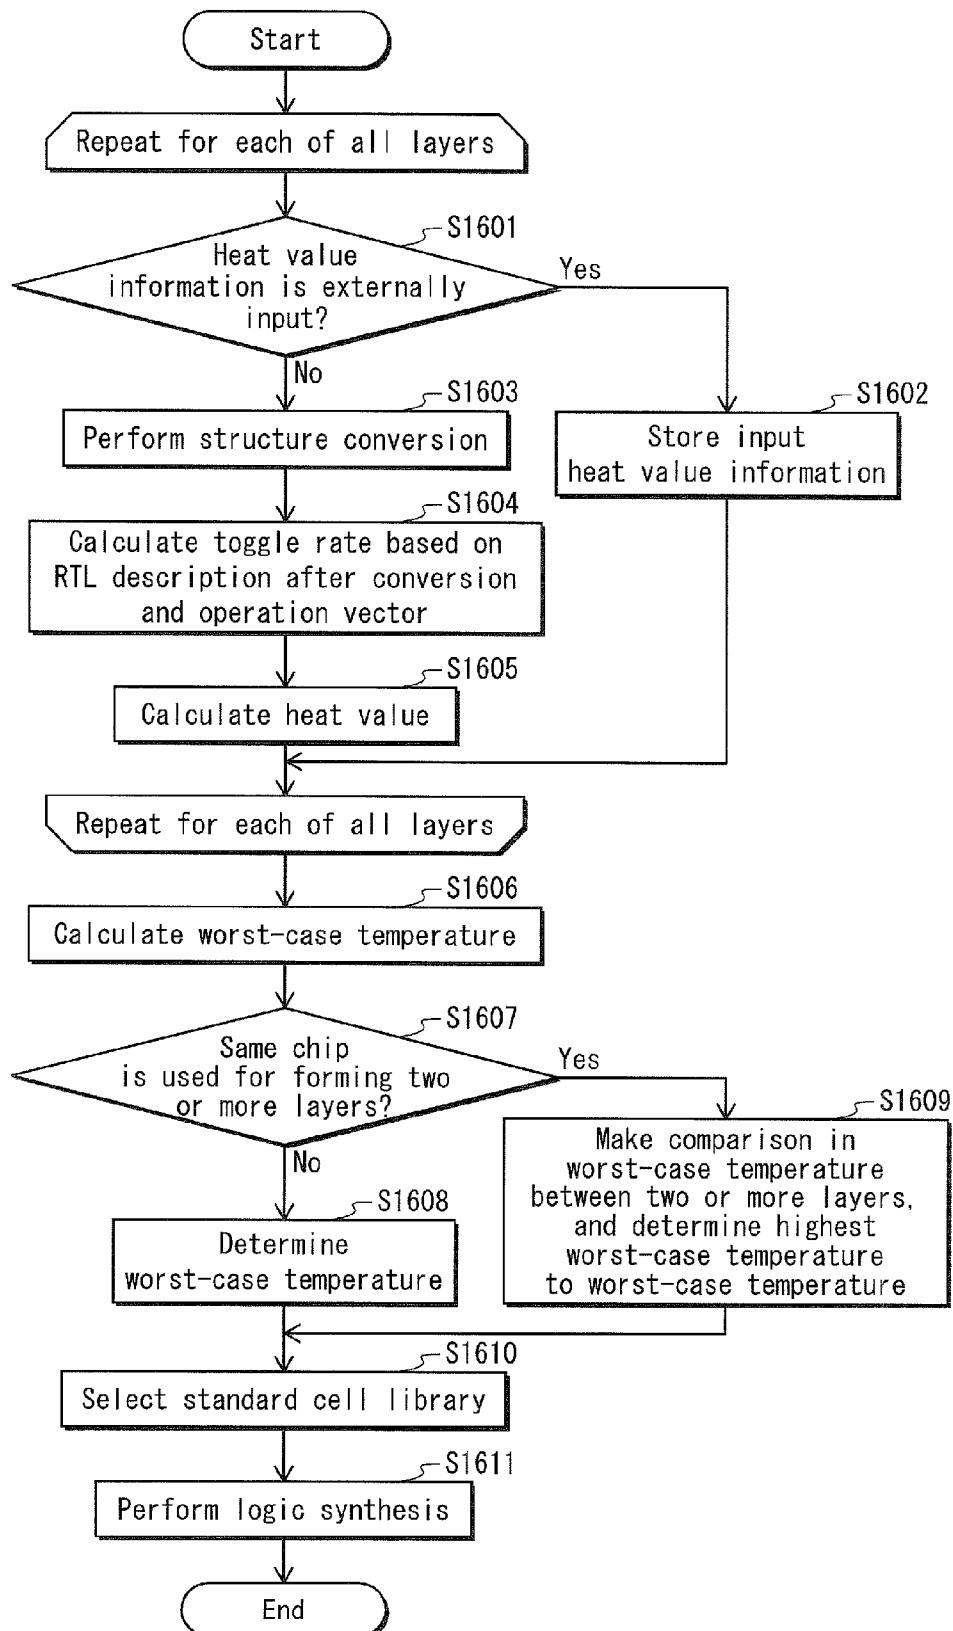 Start
Repeat for each of all layers
S1601
Heat value
information is externally
input?
Yes
No
S1603
Perform structure conversion
S1602
Store input
heat value information
S1604
Calculate toggle rate based on
RTL description after conversion
and operation vector
S1605
Calculate heat value
Repeat for each of all layers
S1606
Calculate worst-case temperature
S1607
Same chip
is used for forming two
or more layers?
Yes
No
S1609
Make comparison in
worst-case temperature
between two or more layers,
and determine highest
worst-case temperature
to worst-case temperature
S1608
Determine
worst-case temperature
S1610
Select standard cell library
S1611
Perform logic synthesis
End